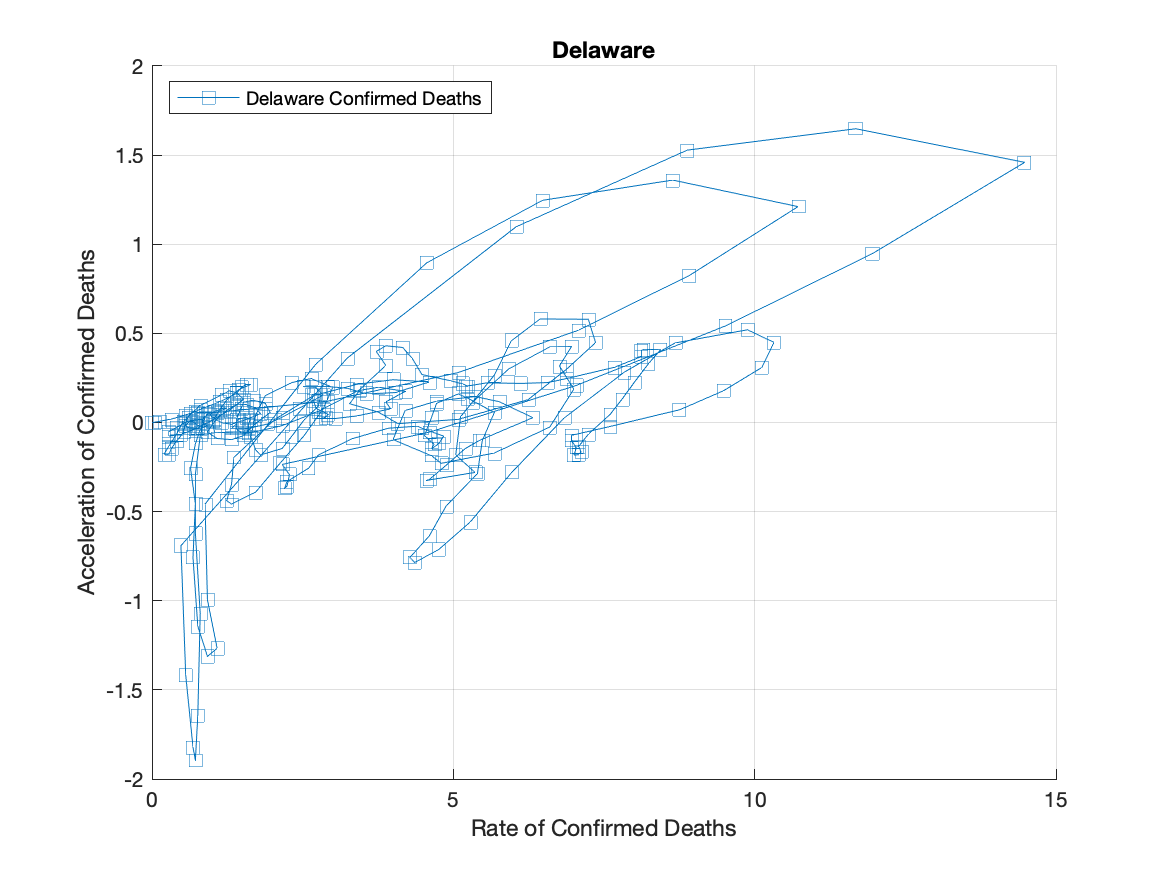 Delaware
Delaware Confirmed Deaths
2
1.5
1
0.5
0
-0.5
-1
-1.5
-2
0 5 10 15
Acceleration of Confirmed Deaths
Rate of Confirmed Deaths